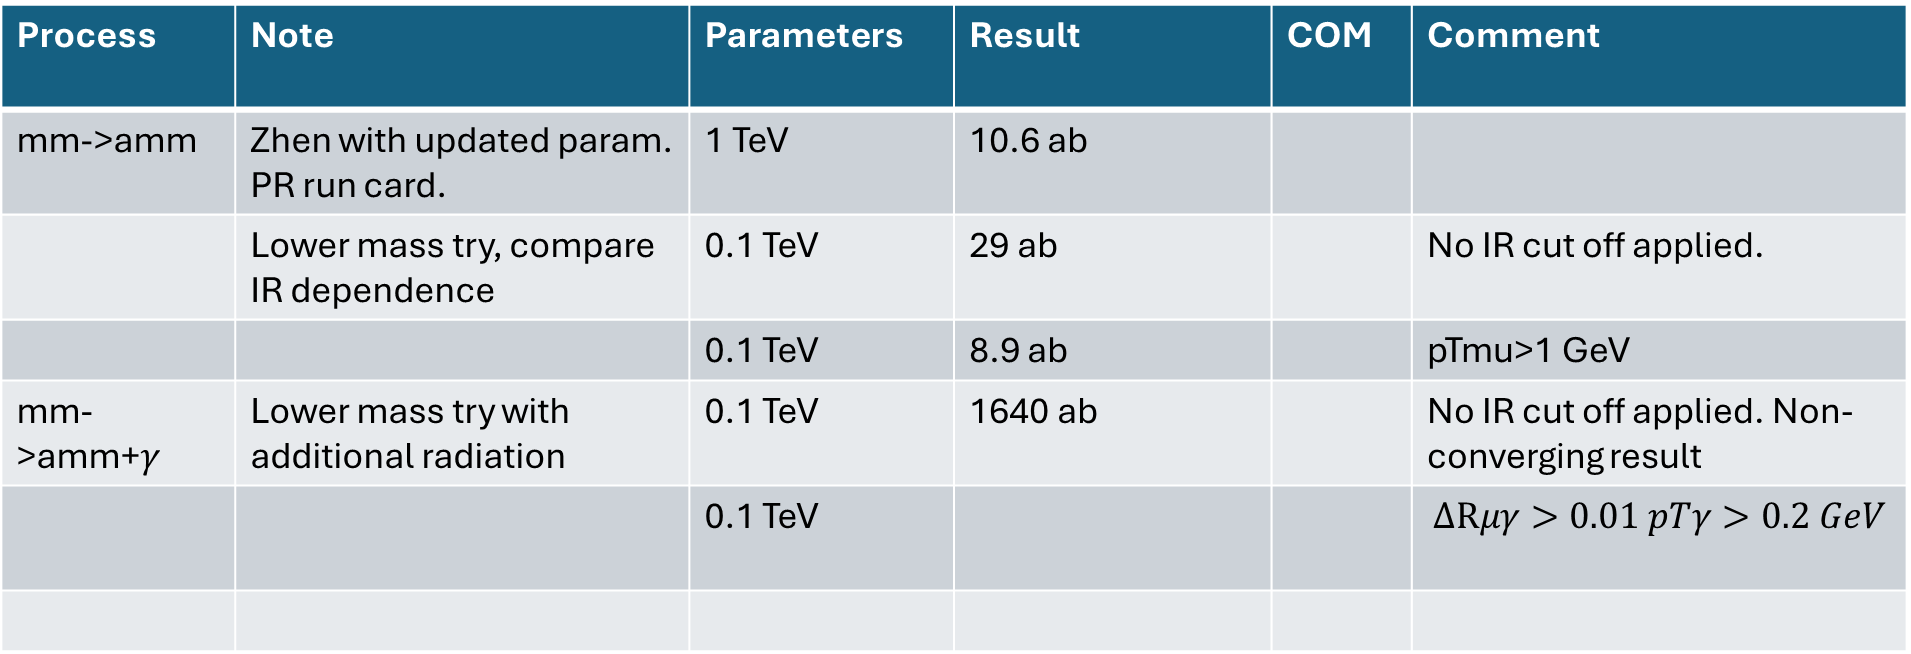 Process Note Parameters Result COM Comment
mm->amm Zhen with updated param. 1 TeV 10.6 ab
PR run card.
Lower mass try, compare 0.1 TeV 29 ab No IR cut off applied.
IR dependence
0.1 TeV 8.9 ab pTmu>1 GeV
mm- Lower mass try with 0.1 TeV 1640 ab No IR cut off applied. Non-
>amm+γ additional radiation converging result
0.1 TeV ΔRμγ > 0.01 pTγ > 0.2 GeV